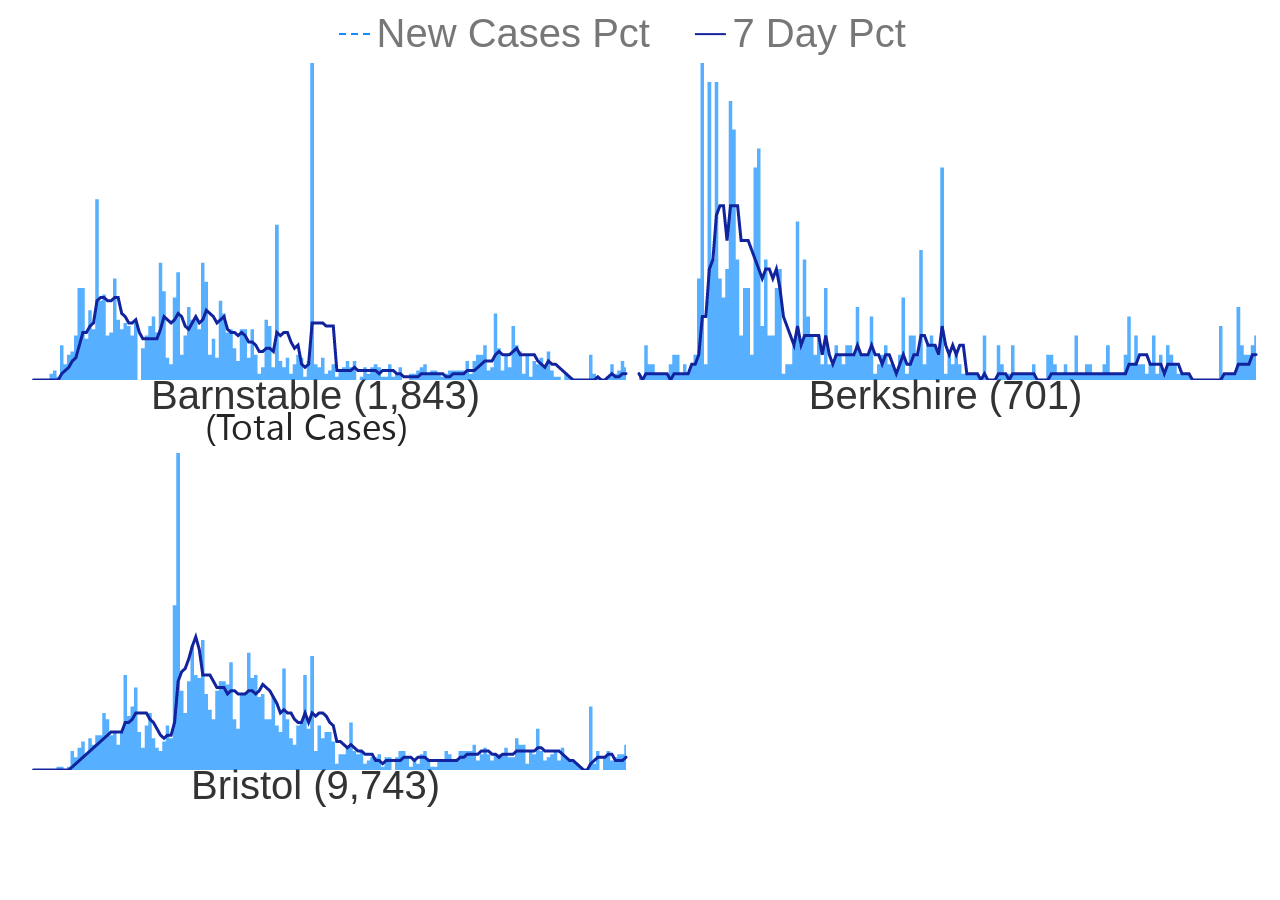 New Cases Pct 7 Day Pct
Barnstable (1,843) Berkshire (701)
(Total Cases)
Bristol (9,743)